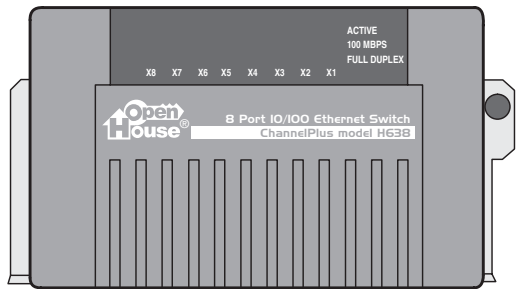 ACTIVE
100 MBPS
FULL DUPLEX
X8 X7 X6 X5 X4 X3 X2 X1
Open
House®
8 Port 10/100 Ethernet Switch
ChannelPlus model H638